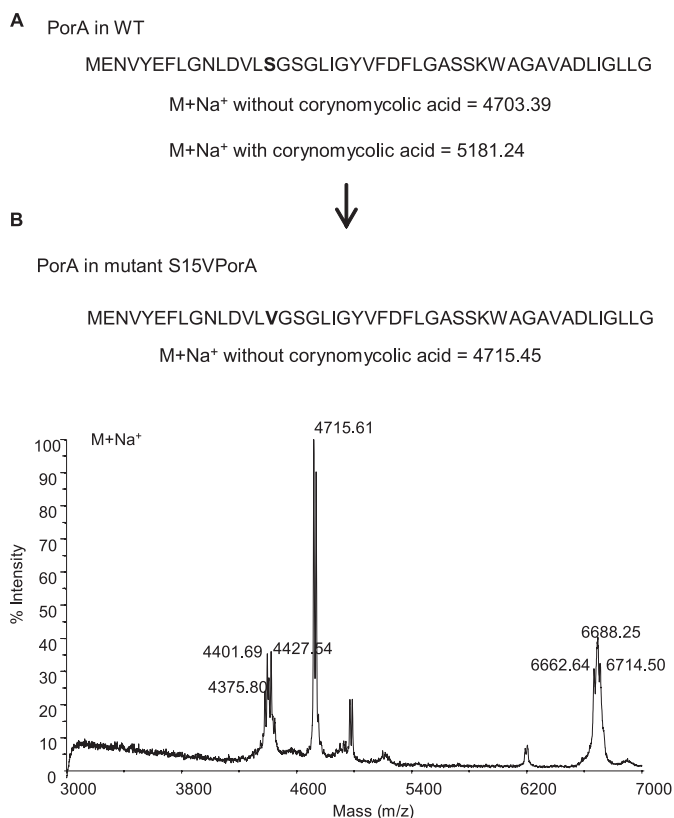 A
PorA in WT
MENVYEFLGNLDVLSGSGLIGYVFDFLGASSKWAGAVADLIGLLG
M+Na⁺ without corynomycolic acid = 4703.39
M+Na⁺ with corynomycolic acid = 5181.24
B
PorA in mutant S15VPorA
MENVYEFLGNLDVLVGSGLIGYVFDFLGASSKWAGAVADLIGLLG
M+Na⁺ without corynomycolic acid = 4715.45
4715.61
M+Na⁺
100
90
80
70
60
50
40
30
20
10
0
% Intensity
4401.69
4427.54
4375.80
6688.25
6662.64
6714.50
3000 3800 4600 5400 6200 7000
Mass (m/z)